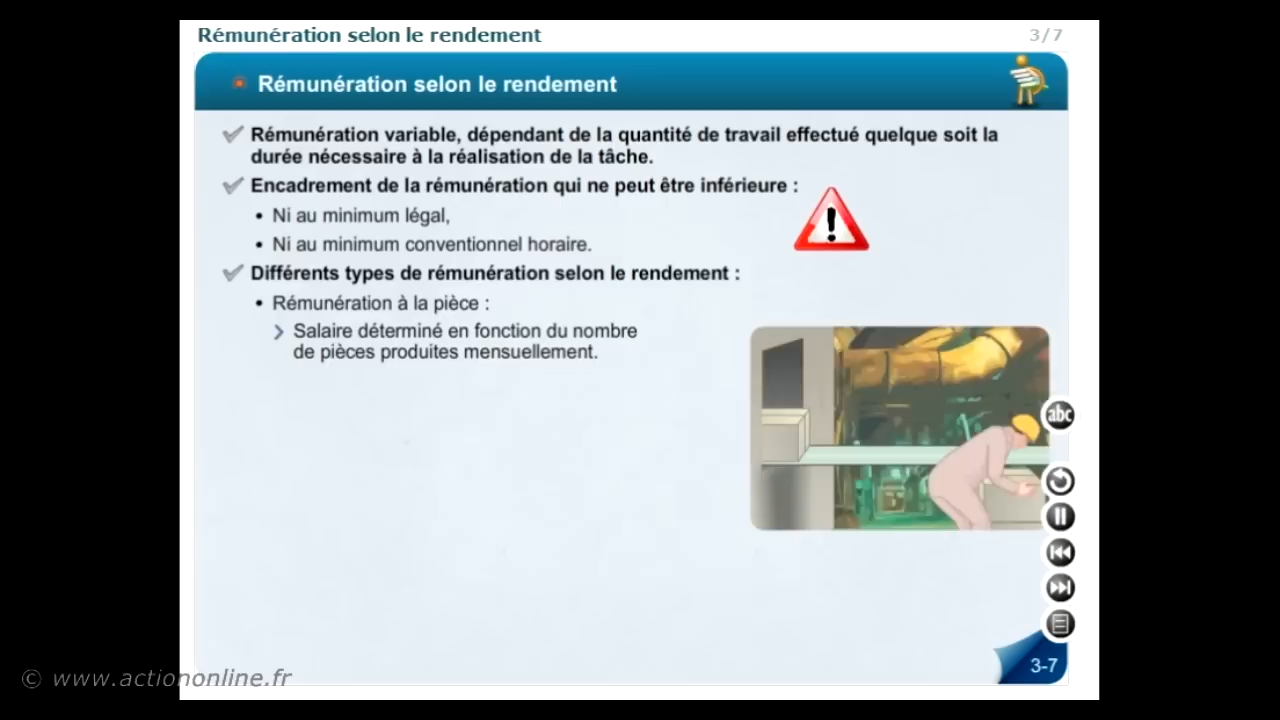 Rémunération selon le rendement
3/7
Rémunération selon le rendement
Rémunération variable, dépendant de la quantité de travail effectué quelque soit la
durée nécessaire à la réalisation de la tâche.
Encadrement de la rémunération qui ne peut être inférieure :
• Ni au minimum légal,
• Ni au minimum conventionnel horaire.
Différents types de rémunération selon le rendement :
• Rémunération à la pièce :
Salaire déterminé en fonction du nombre
de pièces produites mensuellement.
abc
3-7
© www.actiononline.fr